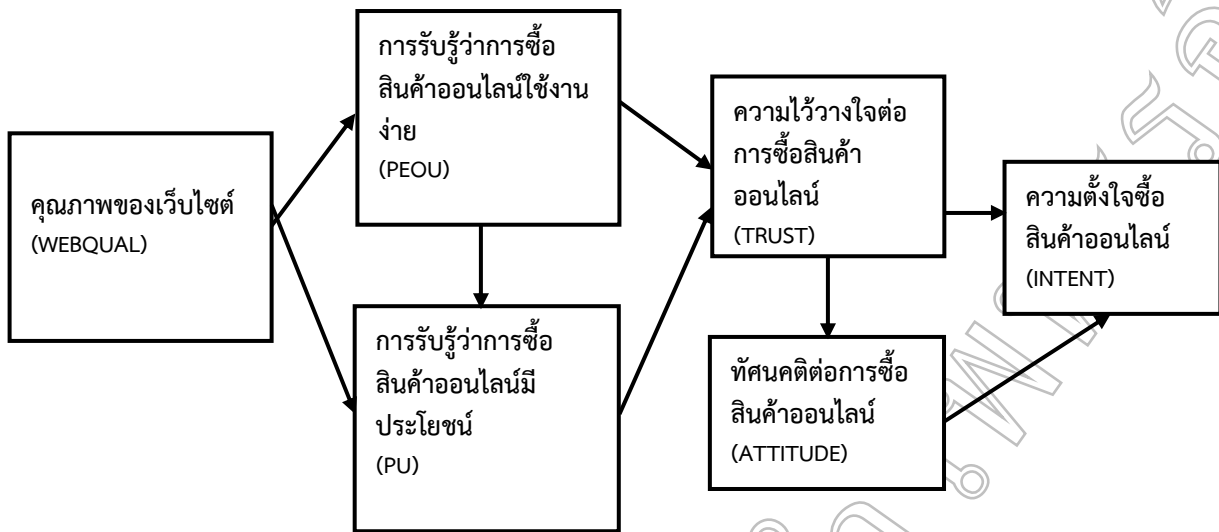 คุณภาพของเว็บไซต์
(WEBQUAL)
การรับรู้ว่าการซื้อ
สินค้าออนไลน์ใช้งาน
ง่าย
(PEOU)
การรับรู้ว่าการซื้อ
สินค้าออนไลน์มี
ประโยชน์
(PU)
ความไว้วางใจต่อ
การซื้อสินค้า
ออนไลน์
(TRUST)
ทัศนคติต่อการซื้อ
สินค้าออนไลน์
(ATTITUDE)
ความตั้งใจซื้อ
สินค้าออนไลน์
(INTENT)